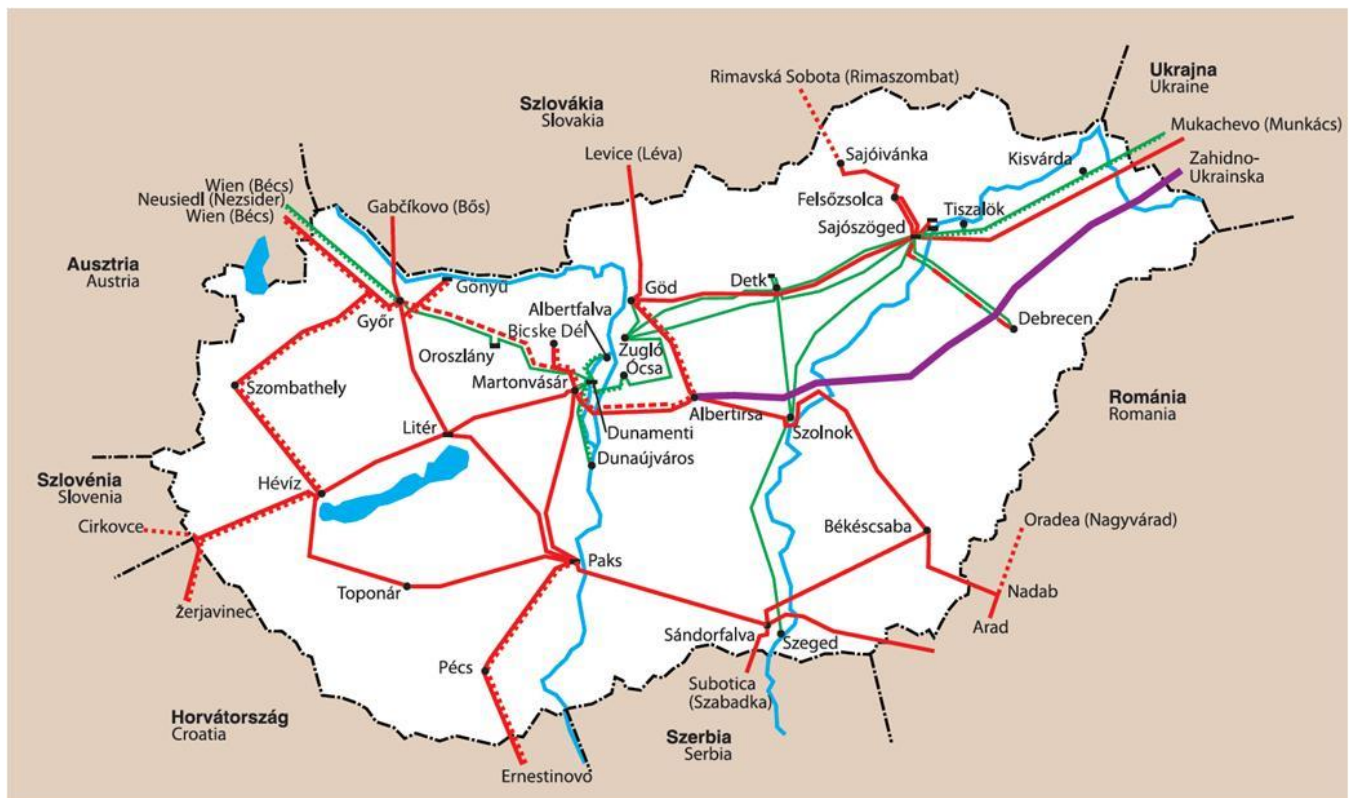 Ukrajna
Ukraine
Rimavská Sobota (Rimaszombat)
Szlovákia
Slovakia
Mukachevo (Munkács)
Levice (Léva)
Sajóivánka
Kisvárda
Zahidno-
Ukrainska
Wien (Bécs)
Neusiedl (Nezsider)
Wien (Bécs)
Gabčíkovo (Bős)
Felsőzsolca
Tiszalök
Sajószöged
Ausztria
Austria
Gönyű
Göd
Detk
Albertfalva
Győr
Bicske Dél
Debrecen
Oroszlány
Zugló
Ócsa
Szombathely
Martonvásár
Albertirsa
Románia
Romania
Litér
Dunamenti
Szolnok
Dunaújváros
Szlovénia
Slovenia
Hévíz
Cirkovce
Békéscsaba
Oradea (Nagyvárad)
Paks
Toponár
Nadab
Žerjavinec
Arad
Sándorfalva
Szeged
Pécs
Subotica
(Szabadka)
Horvátország
Croatia
Szerbia
Serbia
Ernestinovo